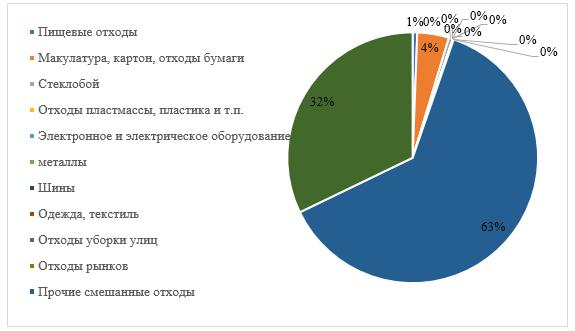 Пищевые отходы
Макулатура, картон, отходы бумаги
Стеклобой
Отходы пластмассы, пластика и т.п.
Электронное и электрическое оборудование
металлы
Шины
Одежда, текстиль
Отходы уборки улиц
Отходы рынков
Прочие смешанные отходы
1%
0%
0%
0%
0%
0%
0%
0%
0%
4%
32%
63%